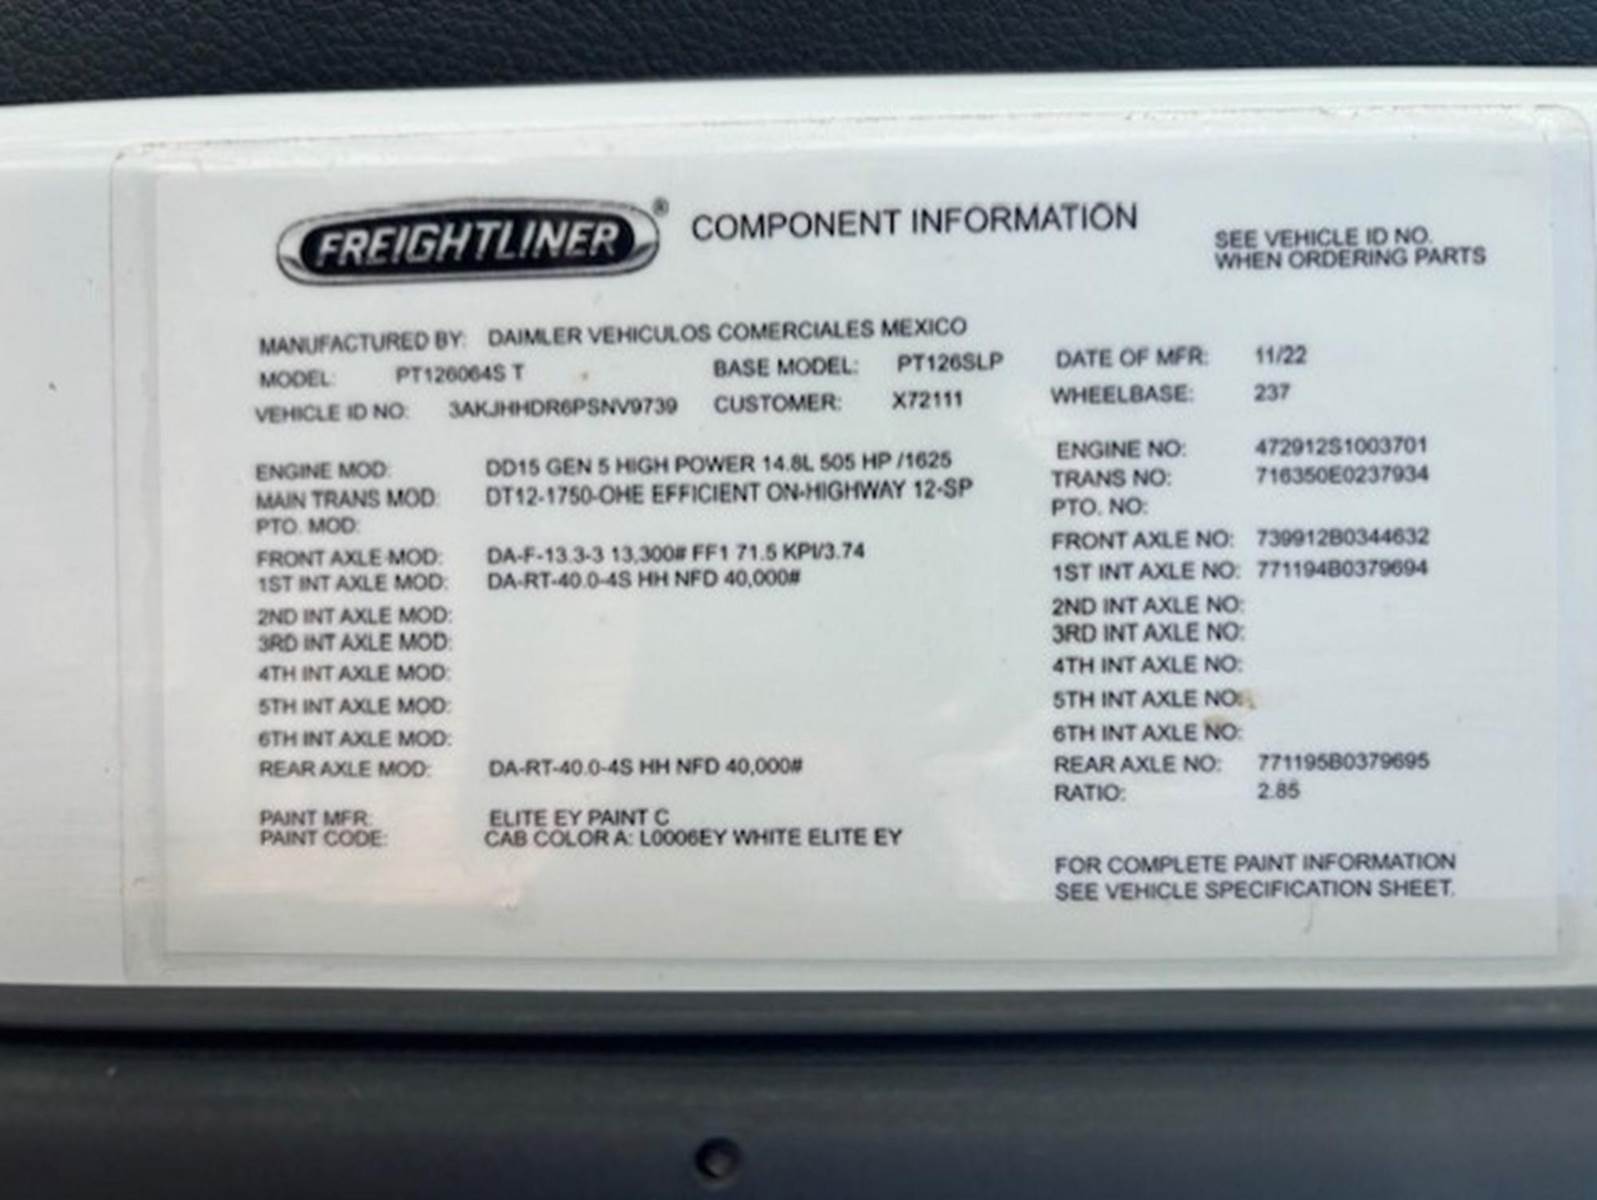 FREIGHTLINER® COMPONENT INFORMATION
SEE VEHICLE ID NO.
WHEN ORDERING PARTS
MANUFACTURED BY: DAIMLER VEHICULOS COMERCIALES MEXICO
MODEL: PT126064S T BASE MODEL: PT126SLP DATE OF MFR: 11/22
VEHICLE ID NO: 3AKJHHDR6PSNV9739 CUSTOMER: X72111 WHEELBASE: 237
ENGINE MOD: DD15 GEN 5 HIGH POWER 14.8L 505 HP /1625 ENGINE NO: 472912S1003701
MAIN TRANS MOD: DT12-1750-OHE EFFICIENT ON-HIGHWAY 12-SP TRANS NO: 716350E0237934
PTO. MOD: PTO. NO:
FRONT AXLE MOD: DA-F-13.3-3 13,300# FF1 71.5 KPI/3.74 FRONT AXLE NO: 739912B0344632
1ST INT AXLE MOD: DA-RT-40.0-4S HH NFD 40,000# 1ST INT AXLE NO: 771194B0379694
2ND INT AXLE MOD: 2ND INT AXLE NO:
3RD INT AXLE MOD: 3RD INT AXLE NO:
4TH INT AXLE MOD: 4TH INT AXLE NO:
5TH INT AXLE MOD: 5TH INT AXLE NO:
6TH INT AXLE MOD: 6TH INT AXLE NO:
REAR AXLE MOD: DA-RT-40.0-4S HH NFD 40,000# REAR AXLE NO: 771195B0379695
RATIO: 2.85
PAINT MFR: ELITE EY PAINT C
PAINT CODE: CAB COLOR A: L0006EY WHITE ELITE EY
FOR COMPLETE PAINT INFORMATION
SEE VEHICLE SPECIFICATION SHEET.